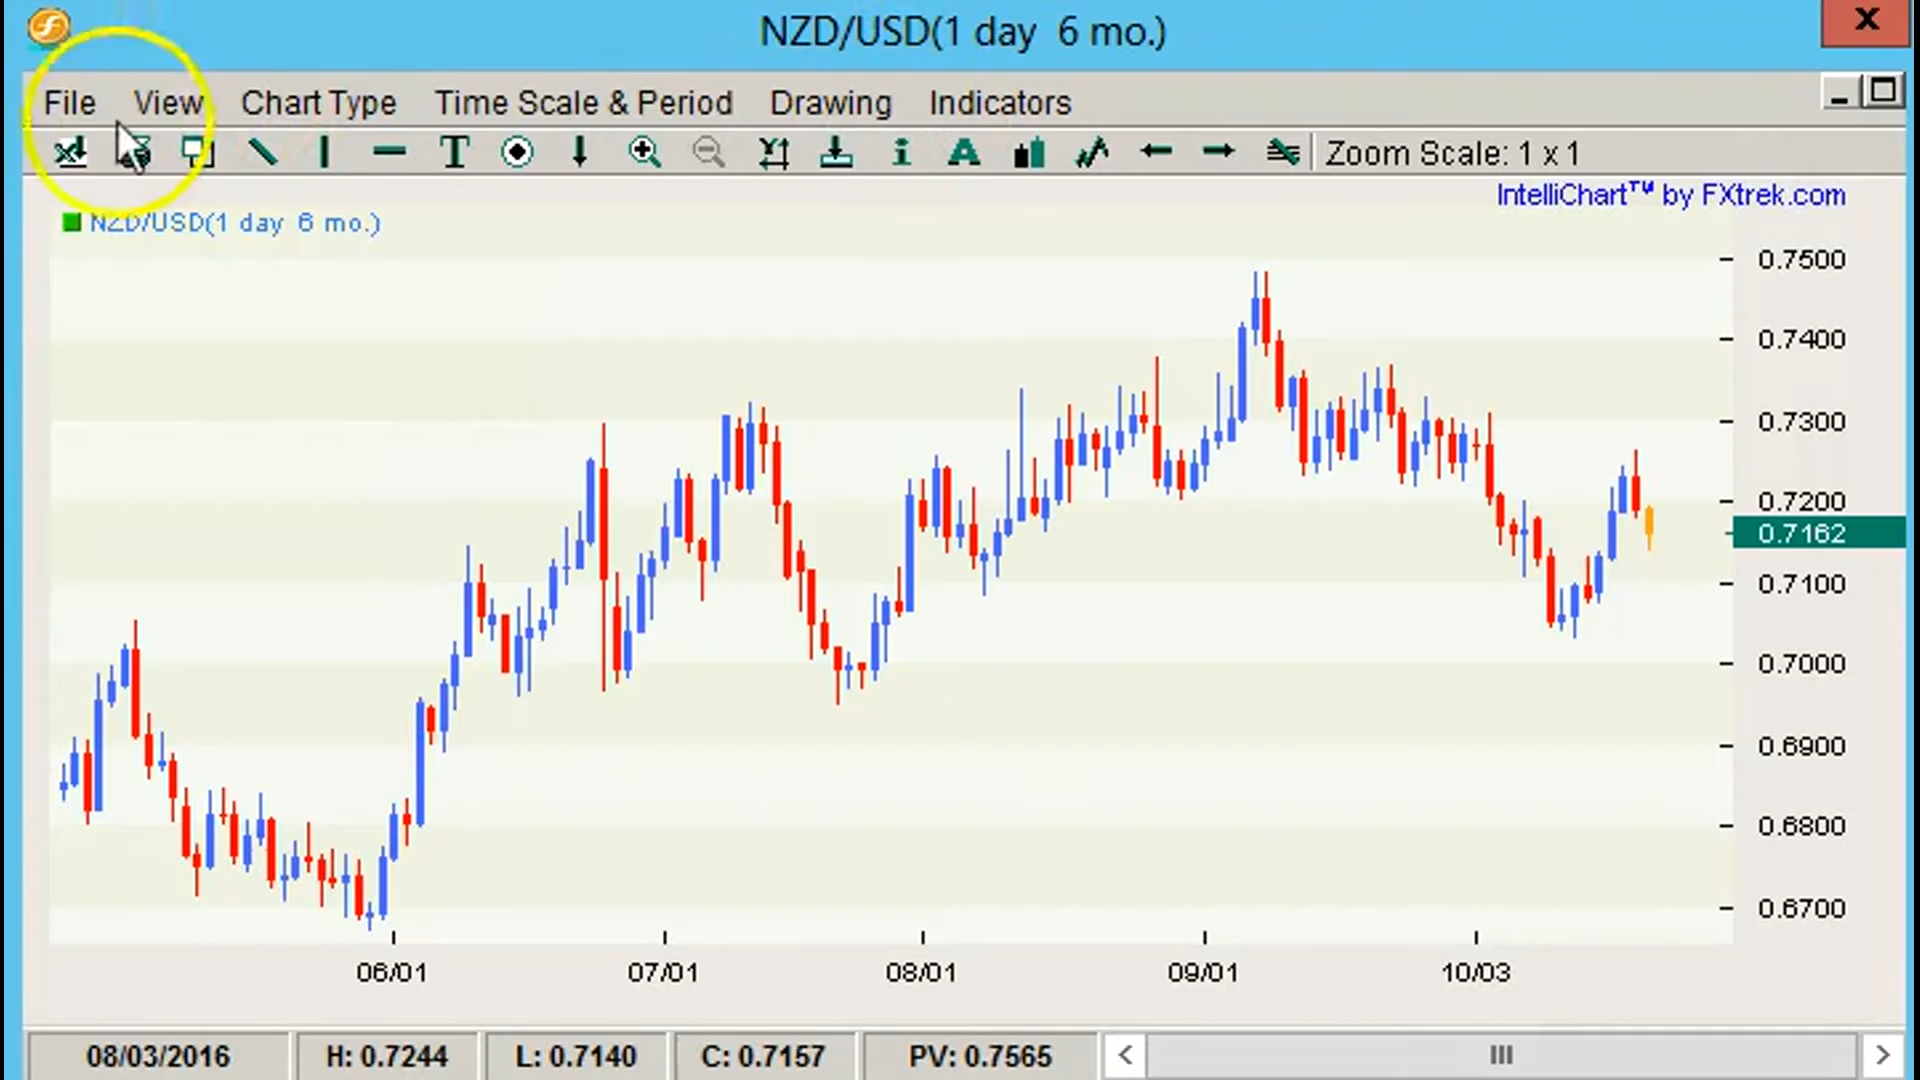 NZD/USD(1 day 6 mo.)
File View Chart Type Time Scale & Period Drawing Indicators
Zoom Scale: 1 x 1
IntelliChart™ by FXtrek.com
NZD/USD(1 day 6 mo.)
0.7500
0.7400
0.7300
0.7200
0.7162
0.7100
0.7000
0.6900
0.6800
0.6700
06/01 07/01 08/01 09/01 10/03
08/03/2016 H: 0.7244 L: 0.7140 C: 0.7157 PV: 0.7565